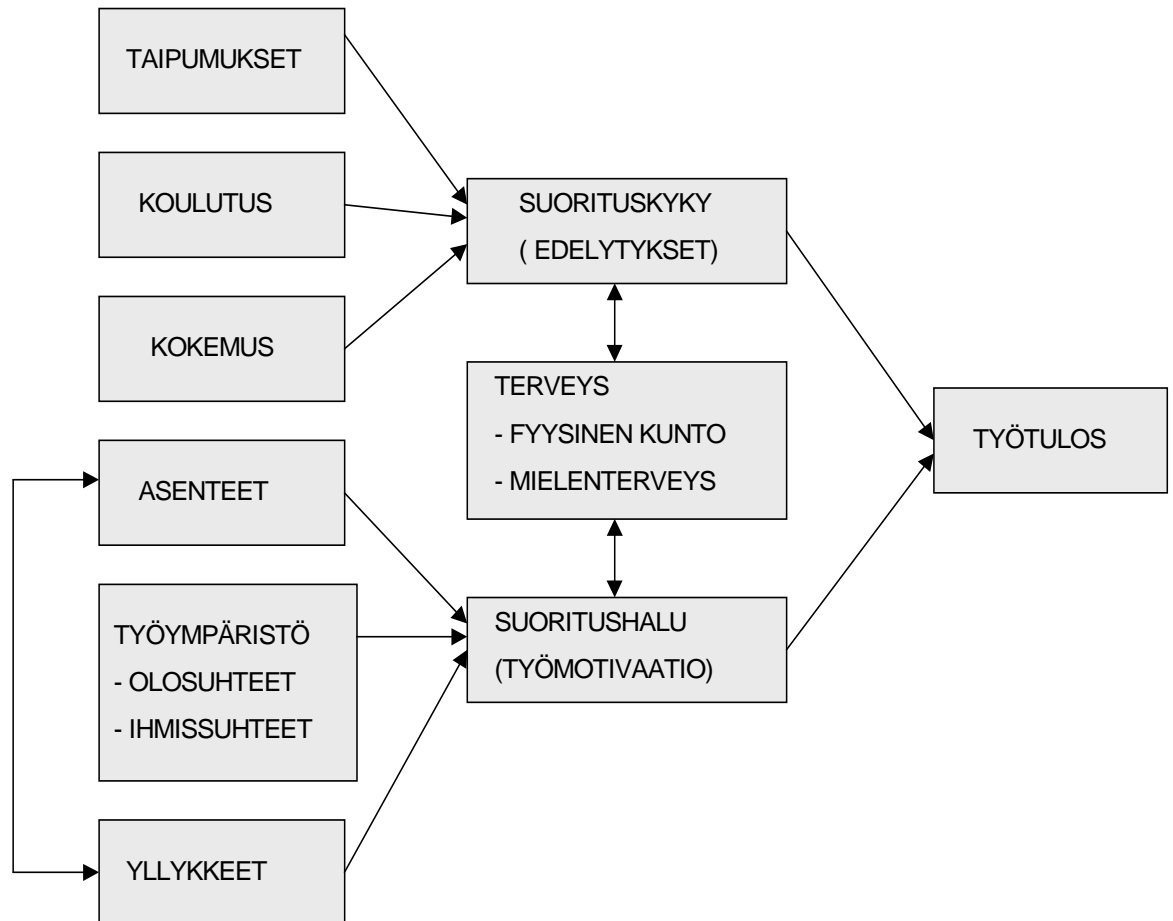 TAIPUMUKSET
KOULUTUS
KOKEMUS
ASENTEET
TYÖYMPÄRISTÖ
- OLOSUHTEET
- IHMISSUHTEET
YLLYKKEET
SUORITUSKYKY
( EDELYTYKSET)
TERVEYS
- FYYSINEN KUNTO
- MIELENTERVEYS
SUORITUSHALU
(TYÖMOTIVAATIO)
TYÖTULOS